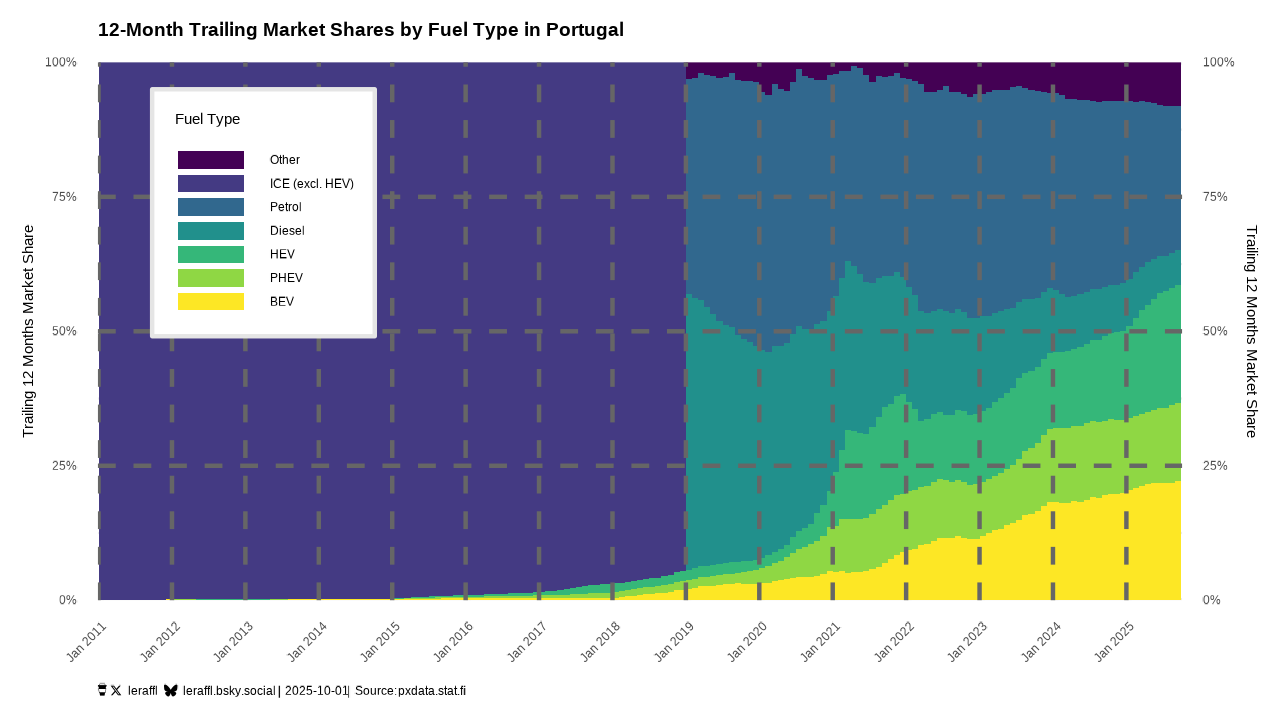 12-Month Trailing Market Shares by Fuel Type in Portugal
100%
75%
50%
25%
0%
100%
75%
50%
25%
0%
Trailing 12 Months Market Share
Trailing 12 Months Market Share
Fuel Type
Other
ICE (excl. HEV)
Petrol
Diesel
HEV
PHEV
BEV
Jan 2011
Jan 2012
Jan 2013
Jan 2014
Jan 2015
Jan 2016
Jan 2017
Jan 2018
Jan 2019
Jan 2020
Jan 2021
Jan 2022
Jan 2023
Jan 2024
Jan 2025
leraffl leraffl.bsky.social | 2025-10-01| Source:pxdata.stat.fi